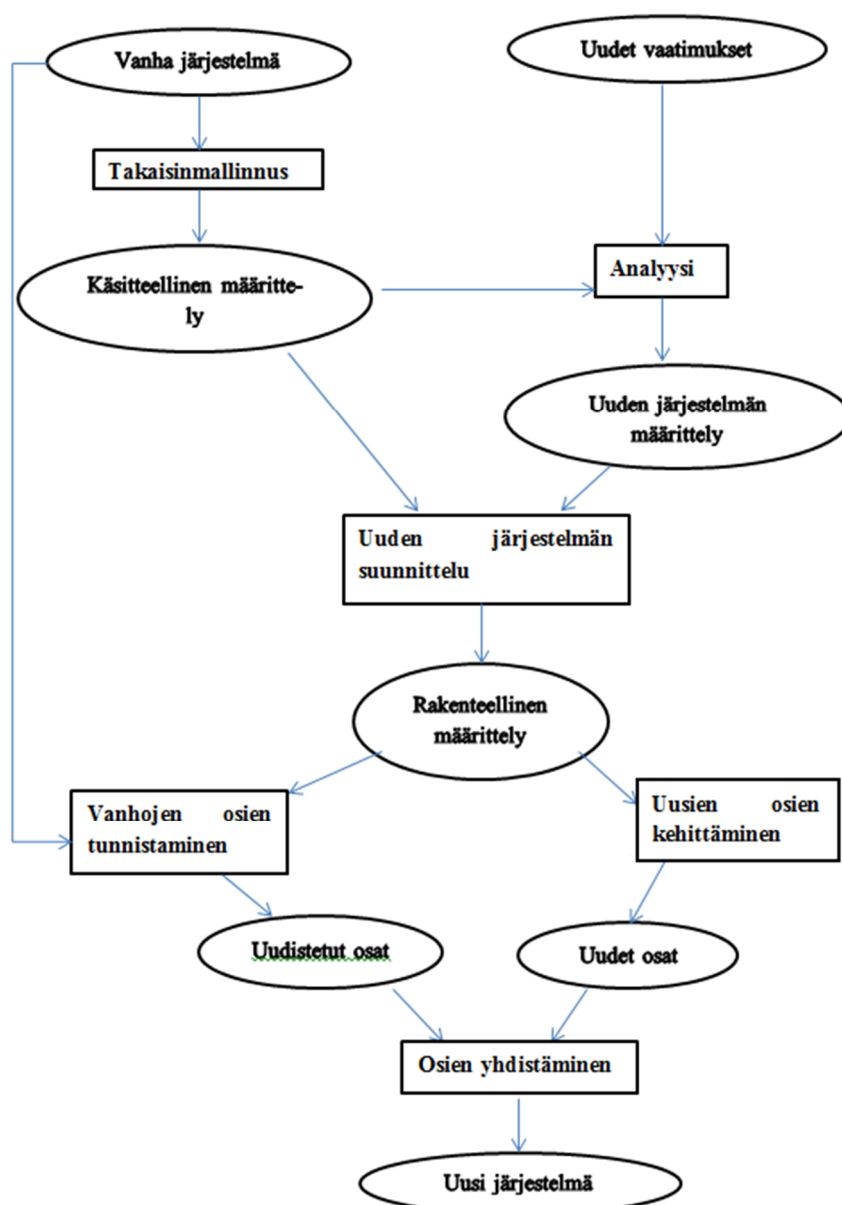 Vanha järjestelmä
Uudet vaatimukset
Takaisinmallinnus
Käsitteellinen määritte-
ly
Analyysi
Uuden järjestelmän
määrittely
Uuden järjestelmän
suunnittelu
Rakenteellinen
määrittely
Vanhojen osien
tunnistaminen
Uusien osien
kehittäminen
Uudistetut osat
Uudet osat
Osien yhdistäminen
Uusi järjestelmä